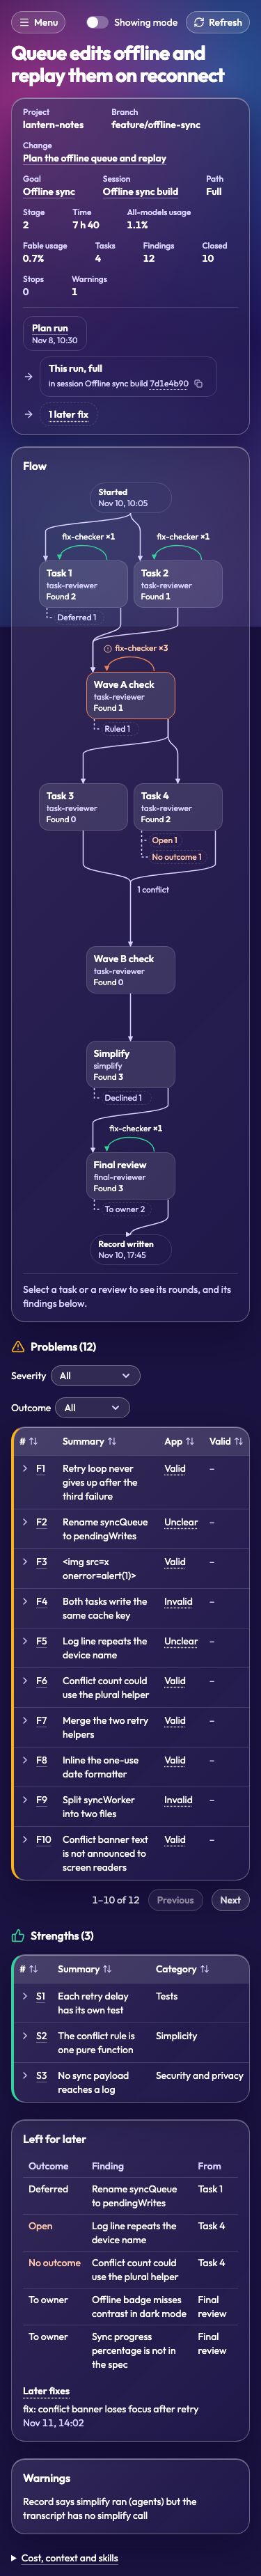 Menu
Showing mode
Refresh
Queue edits offline and
replay them on reconnect
Project
Branch
lantern-notes
feature/offline-sync
Change
Plan the offline queue and replay
Goal
Session
Path
Offline sync
Offline sync build
Full
Stage
Time
All-models usage
2
7 h 40
1.1%
Fable usage
Tasks
Findings
Closed
0.7%
4
12
10
Stops
Warnings
0
1
Plan run
Nov 8, 10:30
This run, full
in session Offline sync build 7d1e4b90
1 later fix
Flow
Started
Nov 10, 10:05
fix-checker ×1
fix-checker ×1
Task 1
task-reviewer
Found 2
Task 2
task-reviewer
Found 1
Deferred 1
fix-checker ×3
Wave A check
task-reviewer
Found 1
Ruled 1
Task 3
task-reviewer
Found 0
Task 4
task-reviewer
Found 2
Open 1
No outcome 1
1 conflict
Wave B check
task-reviewer
Found 0
Simplify
simplify
Found 3
Declined 1
fix-checker ×1
Final review
final-reviewer
Found 3
To owner 2
Record written
Nov 10, 17:45
Select a task or a review to see its rounds, and its
findings below.
Problems (12)
Severity All
Outcome All
# Summary App Valid
F1 Retry loop never Valid –
gives up after the
third failure
F2 Rename syncQueue Unclear –
to pendingWrites
F3 <img src=x Valid –
onerror=alert(1)>
F4 Both tasks write the Invalid –
same cache key
F5 Log line repeats the Unclear –
device name
F6 Conflict count could Valid –
use the plural helper
F7 Merge the two retry Valid –
helpers
F8 Inline the one-use Valid –
date formatter
F9 Split syncWorker Invalid –
into two files
F10 Conflict banner text Valid –
is not announced to
screen readers
1–10 of 12 Previous Next
Strengths (3)
# Summary Category
S1 Each retry delay Tests
has its own test
S2 The conflict rule is Simplicity
one pure function
S3 No sync payload Security and privacy
reaches a log
Left for later
Outcome Finding From
Deferred Rename syncQueue Task 1
to pendingWrites
Open Log line repeats the Task 4
device name
No outcome Conflict count could Task 4
use the plural helper
To owner Offline badge misses Final
contrast in dark mode review
To owner Sync progress Final
percentage is not in review
the spec
Later fixes
fix: conflict banner loses focus after retry
Nov 11, 14:02
Warnings
Record says simplify ran (agents) but the
transcript has no simplify call
Cost, context and skills